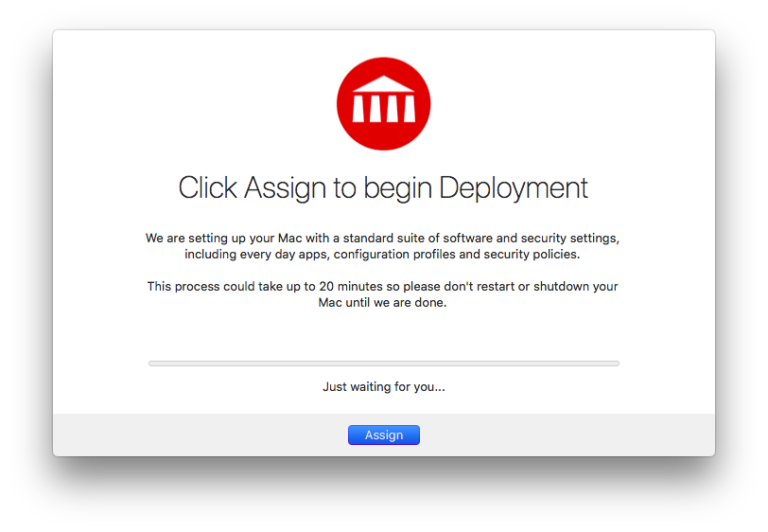 Click Assign to begin Deployment
We are setting up your Mac with a standard suite of software and security settings,
including every day apps, configuration profiles and security policies.
This process could take up to 20 minutes so please don't restart or shutdown your
Mac until we are done.
Just waiting for you...
Assign